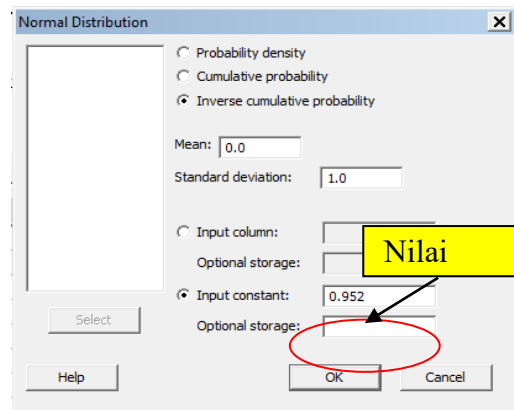 Normal Distribution
Probability density
Cumulative probability
Inverse cumulative probability
Mean: 0.0
Standard deviation: 1.0
Input column:
Nilai
Optional storage:
Input constant: 0.952
Select
Optional storage:
Help
OK
Cancel